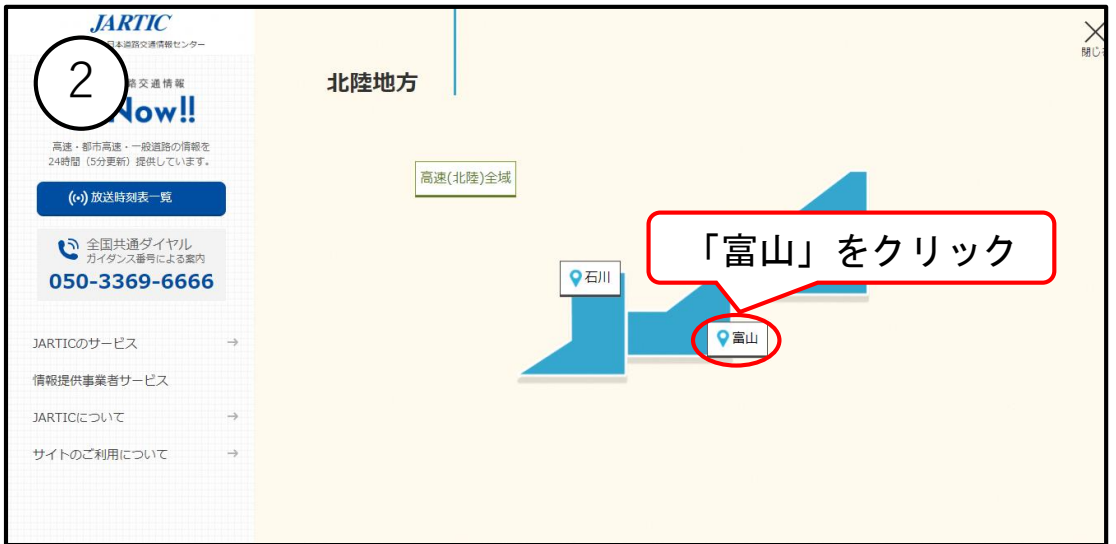 JARTIC
日本道路交通情報センター
2
路交通情報
Now!!
高速・都市高速・一般道路の情報を
24時間（5分更新）提供しています。
放送時刻表一覧
全国共通ダイヤル
ガイダンス番号による案内
050-3369-6666
JARTICのサービス →
情報提供事業者サービス
JARTICについて →
サイトのご利用について →
北陸地方
閉じ
高速(北陸)全域
「富山」をクリック
石川
富山